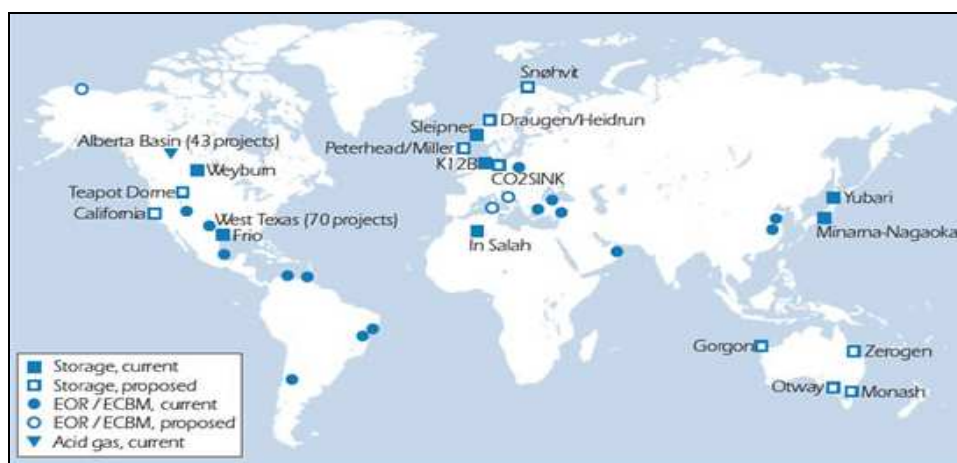 Snøhvit
Draugen/Heidrun
Sleipner
Alberta Basin (43 projects)
Peterhead/Miller
Weyburn
K12B
CO2SINK
Teapot Dome
California
Yubari
West Texas (70 projects)
Minama-Nagaoka
Frio
In Salah
Gorgon
Zerogen
Otway
Monash
Storage, current
Storage, proposed
EOR / ECBM, current
EOR / ECBM, proposed
Acid gas, current